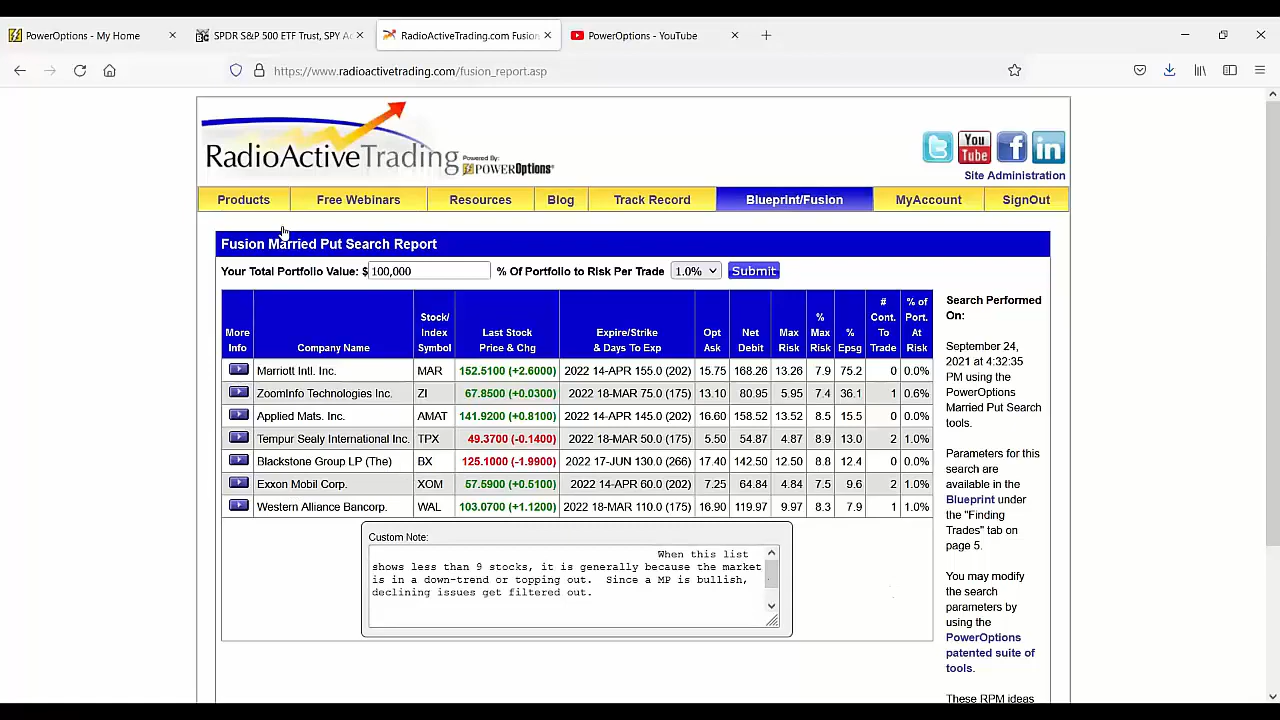 PowerOptions - My Home
SPDR S&P 500 ETF Trust, SPY Ac
RadioActiveTrading.com Fusion
PowerOptions - YouTube
https://www.radioactivetrading.com/fusion_report.asp
RadioActiveTrading Powered By: POWEROptions
You Tube
Site Administration
Products Free Webinars Resources Blog Track Record Blueprint/Fusion MyAccount SignOut
Fusion Married Put Search Report
Your Total Portfolio Value: $ 100,000 % Of Portfolio to Risk Per Trade 1.0% Submit
More Info Company Name Stock/ Index Symbol Last Stock Price & Chg Expire/Strike & Days To Exp Opt Ask Net Debit Max Risk % Max Risk % Epsg # Cont. To Trade % of Port. At Risk
Marriott Intl. Inc. MAR 152.5100 (+2.6000) 2022 14-APR 155.0 (202) 15.75 168.26 13.26 7.9 75.2 0 0.0%
ZoomInfo Technologies Inc. ZI 67.8500 (+0.0300) 2022 18-MAR 75.0 (175) 13.10 80.95 5.95 7.4 36.1 1 0.6%
Applied Mats. Inc. AMAT 141.9200 (+0.8100) 2022 14-APR 145.0 (202) 16.60 158.52 13.52 8.5 15.5 0 0.0%
Tempur Sealy International Inc. TPX 49.3700 (-0.1400) 2022 18-MAR 50.0 (175) 5.50 54.87 4.87 8.9 13.0 2 1.0%
Blackstone Group LP (The) BX 125.1000 (-1.9900) 2022 17-JUN 130.0 (266) 17.40 142.50 12.50 8.8 12.4 0 0.0%
Exxon Mobil Corp. XOM 57.5900 (+0.5100) 2022 14-APR 60.0 (202) 7.25 64.84 4.84 7.5 9.6 2 1.0%
Western Alliance Bancorp. WAL 103.0700 (+1.1200) 2022 18-MAR 110.0 (175) 16.90 119.97 9.97 8.3 7.9 1 1.0%
Custom Note:
When this list
shows less than 9 stocks, it is generally because the market
is in a down-trend or topping out. Since a MP is bullish,
declining issues get filtered out.
Search Performed
On:
September 24,
2021 at 4:32:35
PM using the
PowerOptions
Married Put Search
tools.
Parameters for this
search are
available in the
Blueprint under
the "Finding
Trades" tab on
page 5.
You may modify
the search
parameters by
using the
PowerOptions
patented suite of
tools.
These RPM ideas